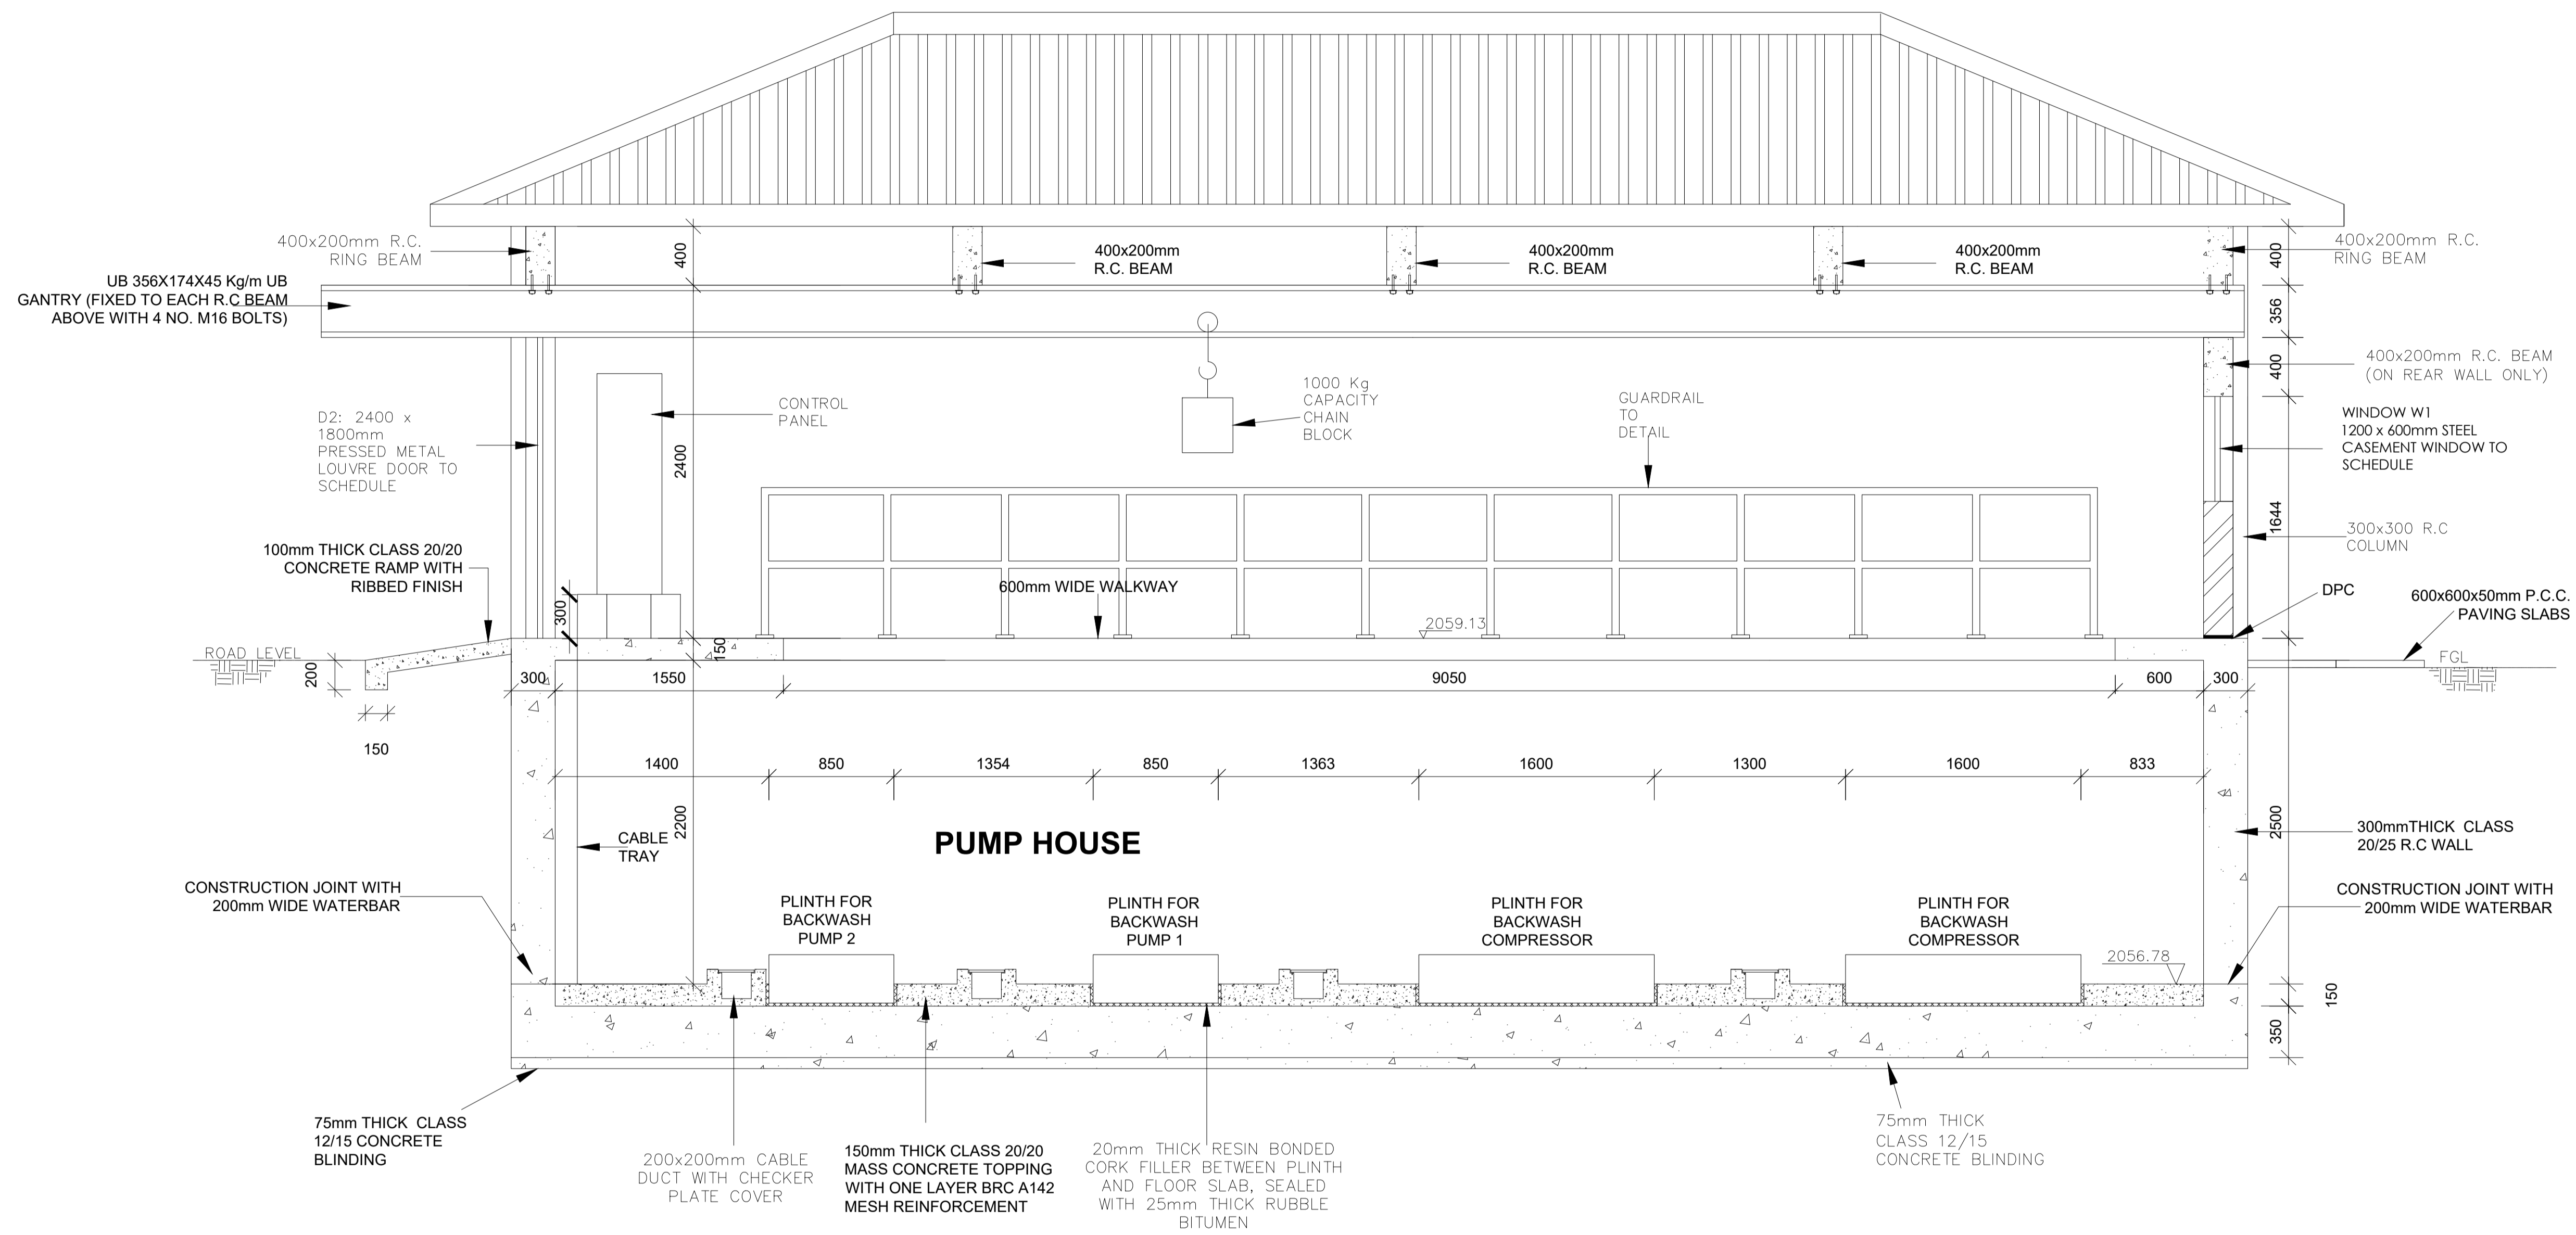 400x200mm R.C.
RING BEAM
400
400x200mm
R.C. BEAM
400x200mm
R.C. BEAM
400x200mm
R.C. BEAM
400
400x200mm R.C.
RING BEAM
UB 356X174X45 Kg/m UB
GANTRY (FIXED TO EACH R.C BEAM
ABOVE WITH 4 NO. M16 BOLTS)
356
400
400x200mm R.C. BEAM
(ON REAR WALL ONLY)
D2: 2400 x
1800mm
PRESSED METAL
LOUVRE DOOR TO
SCHEDULE
CONTROL
PANEL
2400
1000 Kg
CAPACITY
CHAIN
BLOCK
GUARDRAIL
TO
DETAIL
WINDOW W1
1200 x 600mm STEEL
CASEMENT WINDOW TO
SCHEDULE
1644
300x300 R.C
COLUMN
100mm THICK CLASS 20/20
CONCRETE RAMP WITH
RIBBED FINISH
300
600mm WIDE WALKWAY
2059.13
DPC
600x600x50mm P.C.C.
PAVING SLABS
ROAD LEVEL
200
150
FGL
300
1550
9050
600
300
150
1400
850
1354
850
1363
1600
1300
1600
833
CABLE
TRAY
2200
PUMP HOUSE
2500
300mmTHICK CLASS
20/25 R.C WALL
CONSTRUCTION JOINT WITH
200mm WIDE WATERBAR
PLINTH FOR
BACKWASH
PUMP 2
PLINTH FOR
BACKWASH
PUMP 1
PLINTH FOR
BACKWASH
COMPRESSOR
PLINTH FOR
BACKWASH
COMPRESSOR
2056.78
CONSTRUCTION JOINT WITH
200mm WIDE WATERBAR
150
350
75mm THICK CLASS
12/15 CONCRETE
BLINDING
200x200mm CABLE
DUCT WITH CHECKER
PLATE COVER
150mm THICK CLASS 20/20
MASS CONCRETE TOPPING
WITH ONE LAYER BRC A142
MESH REINFORCEMENT
20mm THICK RESIN BONDED
CORK FILLER BETWEEN PLINTH
AND FLOOR SLAB, SEALED
WITH 25mm THICK RUBBLE
BITUMEN
75mm THICK
CLASS 12/15
CONCRETE BLINDING